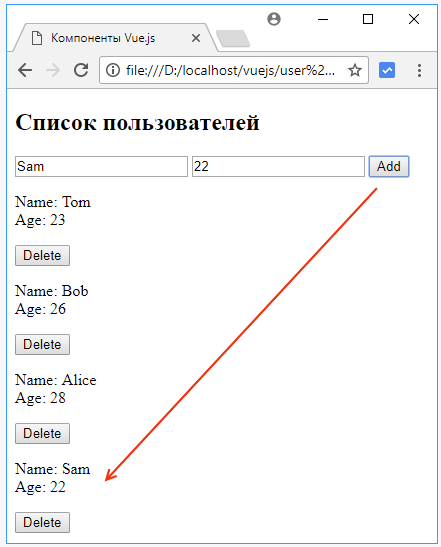 Компоненты Vue.js
file:///D:/localhost/vuejs/user%2...
Список пользователей
Sam 22 Add
Name: Tom
Age: 23
Delete
Name: Bob
Age: 26
Delete
Name: Alice
Age: 28
Delete
Name: Sam
Age: 22
Delete